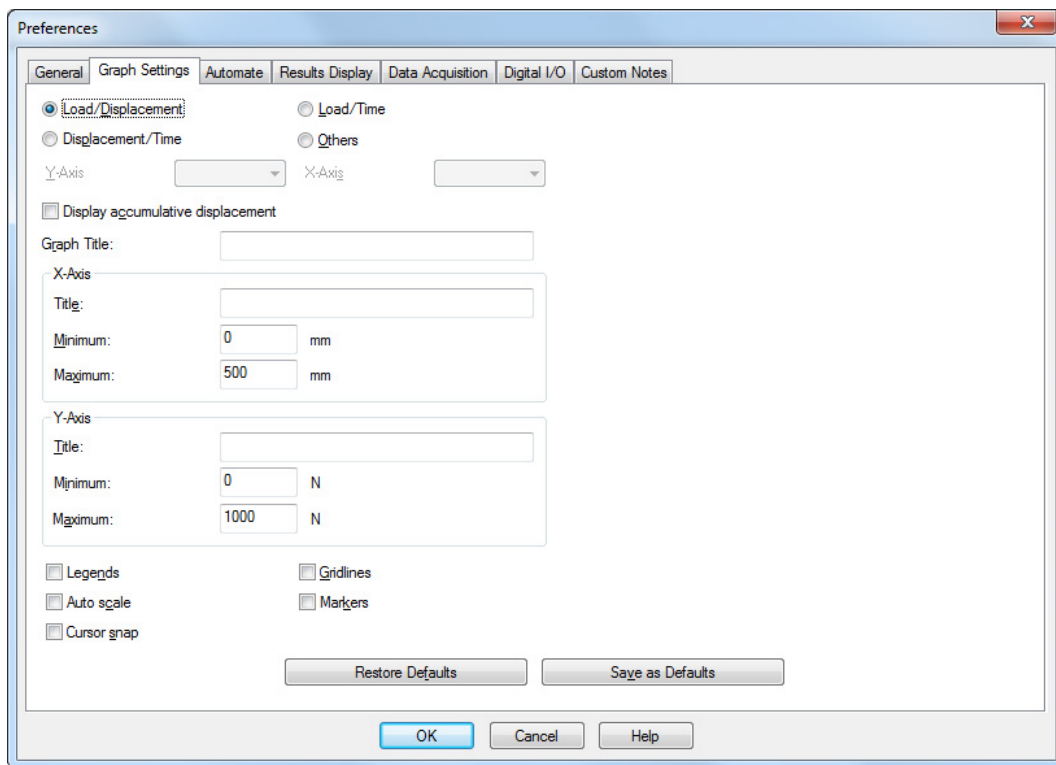 Preferences
X
General Graph Settings Automate Results Display Data Acquisition Digital I/O Custom Notes
Load/Displacement Load/Time
Displacement/Time Others
Y-Axis X-Axis
Display accumulative displacement
Graph Title:
X-Axis
Title:
Minimum: 0 mm
Maximum: 500 mm
Y-Axis
Title:
Minimum: 0 N
Maximum: 1000 N
Legends Gridlines
Auto scale Markers
Cursor snap
Restore Defaults Save as Defaults
OK Cancel Help